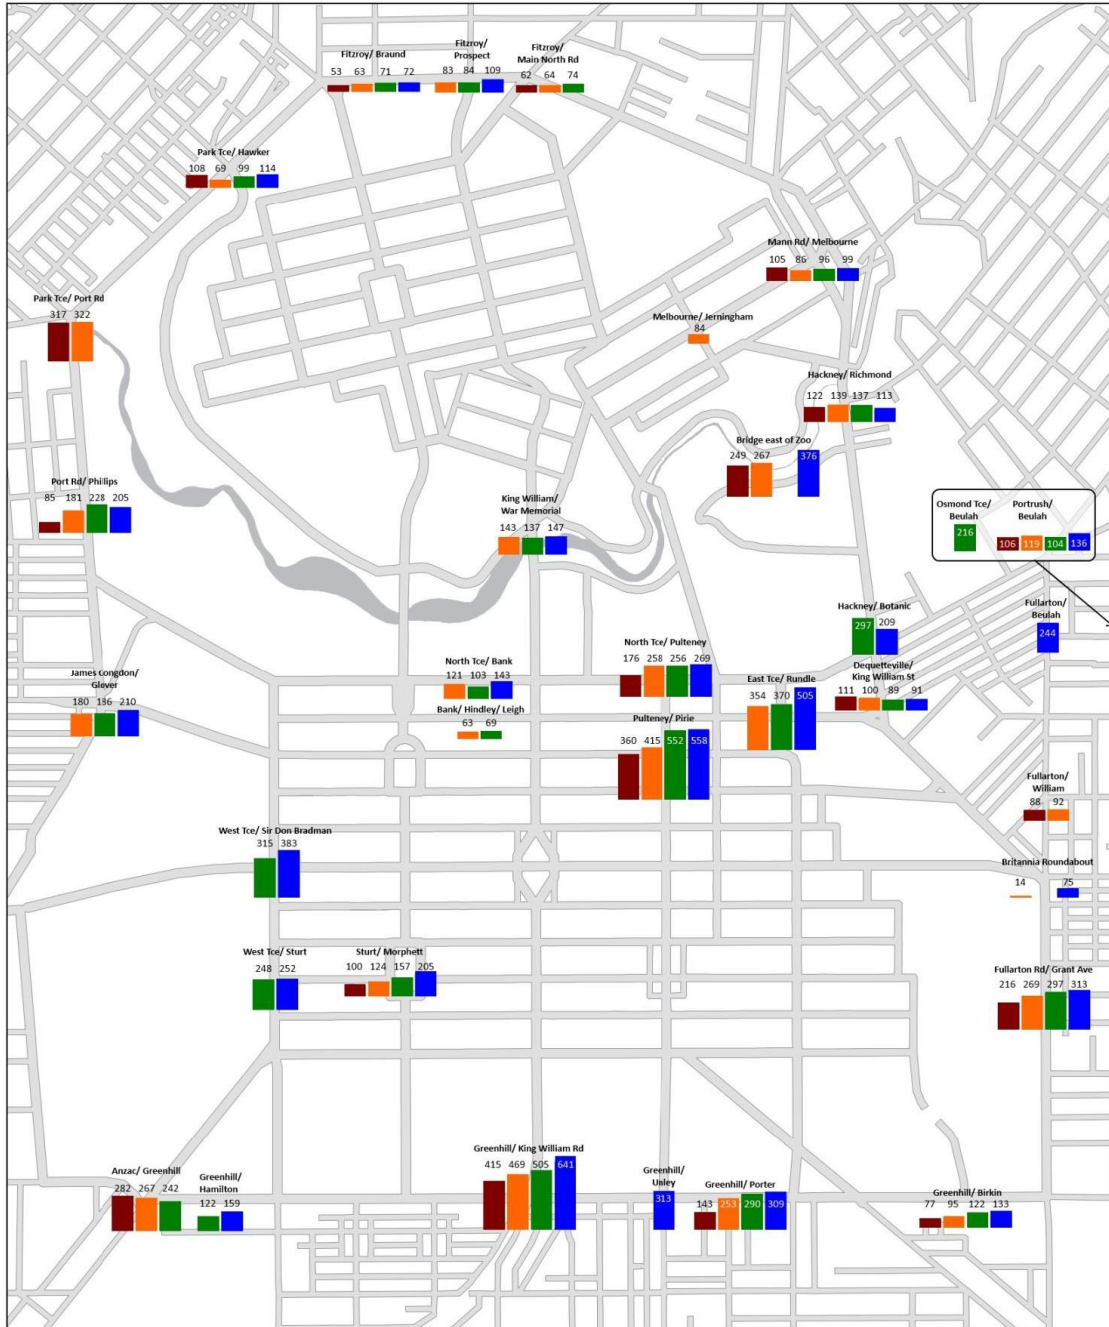 Fitzroy/ Braund
53 63 71 72
Fitzroy/
Prospect
83 84 109
Fitzroy/
Main North Rd
62 64 74
Park Tce/ Hawker
108 69 99 114
Mann Rd/ Melbourne
105 86 96 99
Park Tce/ Port Rd
317 322
Melbourne/ Jerningham
84
Hackney/ Richmond
122 139 137 113
Bridge east of Zoo
249 267 376
Port Rd/ Phillips
85 181 228 205
King William/
War Memorial
143 137 147
Osmond Tce/
Beulah
216
Portrush/
Beulah
106 119 104 136
Hackney/ Botanic
297 209
Fullarton/
Beulah
244
North Tce/ Pulteney
176 258 256 269
North Tce/ Bank
121 103 143
Dequetteville/
King William St
111 100 89 91
James Congdon/
Glover
180 186 210
East Tce/ Rundle
354 370 505
Bank/ Hindley/ Leigh
63 69
Pulteney/ Pirie
360 415 552 558
Fullarton/
William
88 92
West Tce/ Sir Don Bradman
315 383
Britannia Roundabout
14 75
West Tce/ Sturt
248 252
Sturt/ Morphett
100 124 157 205
Fullarton Rd/ Grant Ave
216 269 297 313
Anzac/ Greenhill
282 267 242
Greenhill/
Hamilton
122 159
Greenhill/ King William Rd
415 469 505 641
Greenhill/
Unley
313
Greenhill/ Porter
143 253 290 309
Greenhill/ Birkin
77 95 122 133